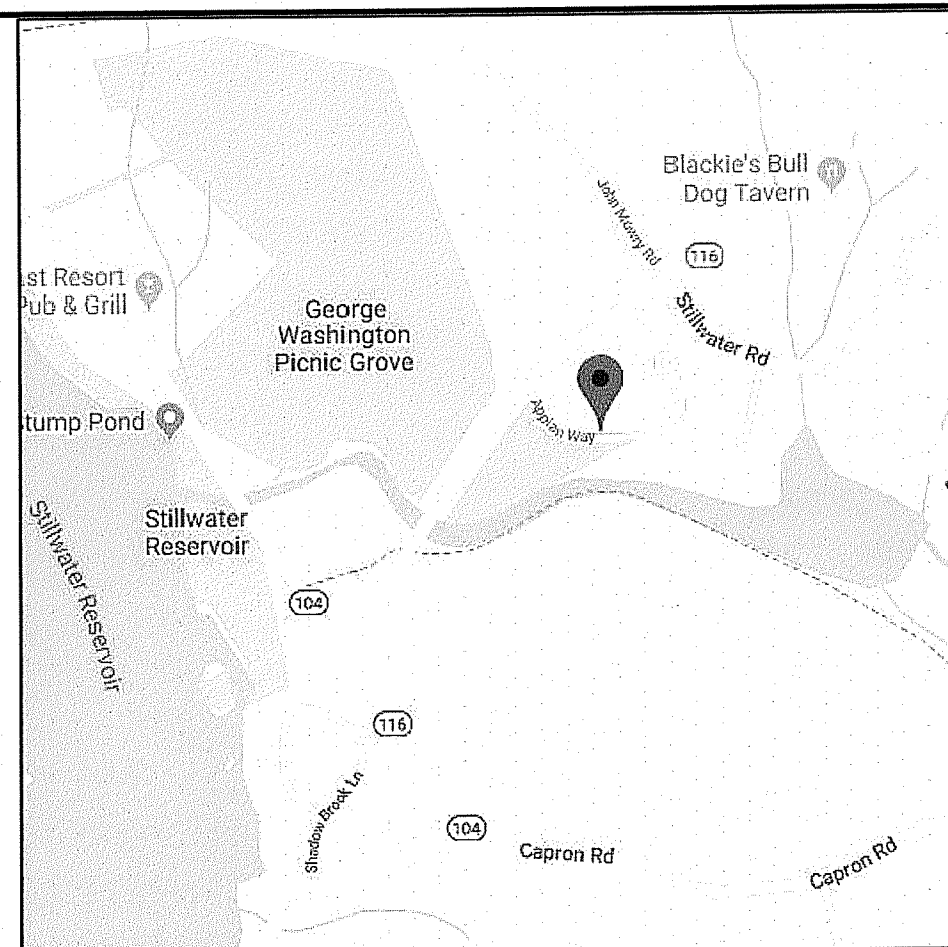 Blackie's Bull
Dog Tavern
John Mowry Rd
116
Stillwater Rd
ast Resort
Pub & Grill
George
Washington
Picnic Grove
Appian Way
Stump Pond
Stillwater
Reservoir
Stillwater Reservoir
104
116
Shadow Brook Ln
104
Capron Rd
Capron Rd